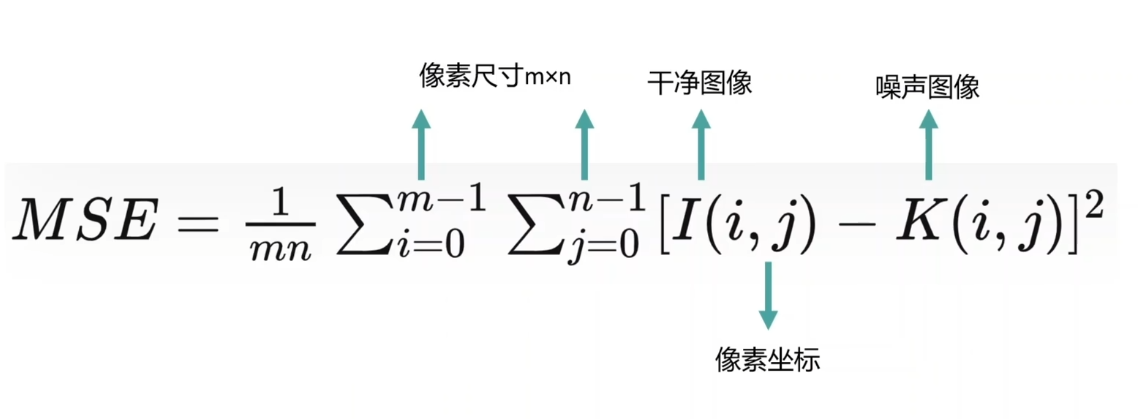 像素尺寸m×n
干净图像
噪声图像
MSE = \frac{1}{mn} \sum_{i=0}^{m-1} \sum_{j=0}^{n-1} [I(i,j) - K(i,j)]^2
像素坐标